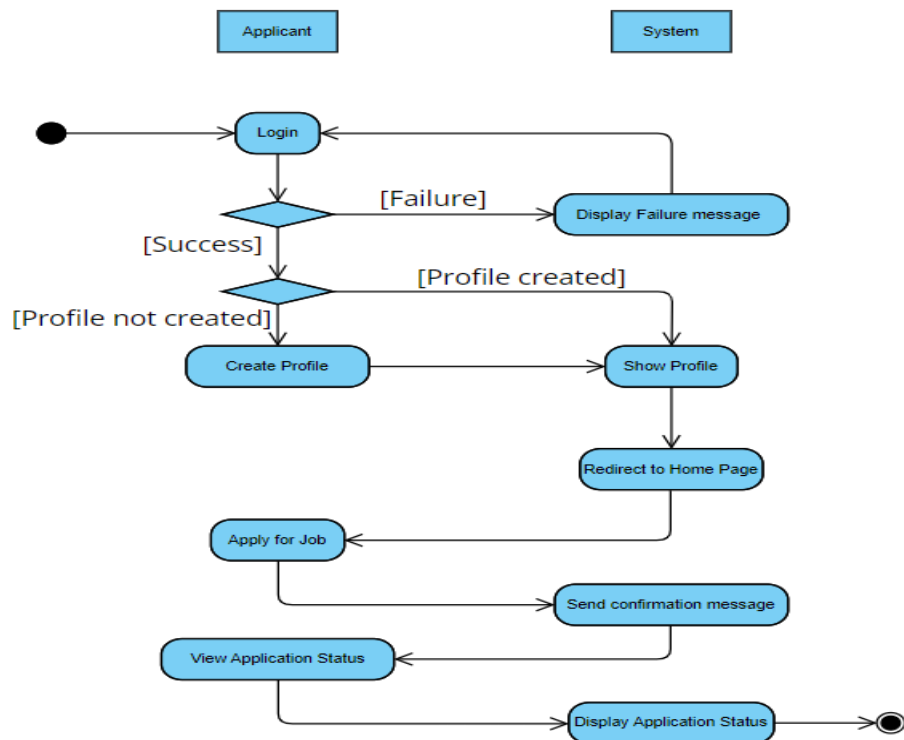 Applicant
System
Login
[Failure]
Display Failure message
[Success]
[Profile created]
[Profile not created]
Create Profile
Show Profile
Redirect to Home Page
Apply for Job
Send confirmation message
View Application Status
Display Application Status